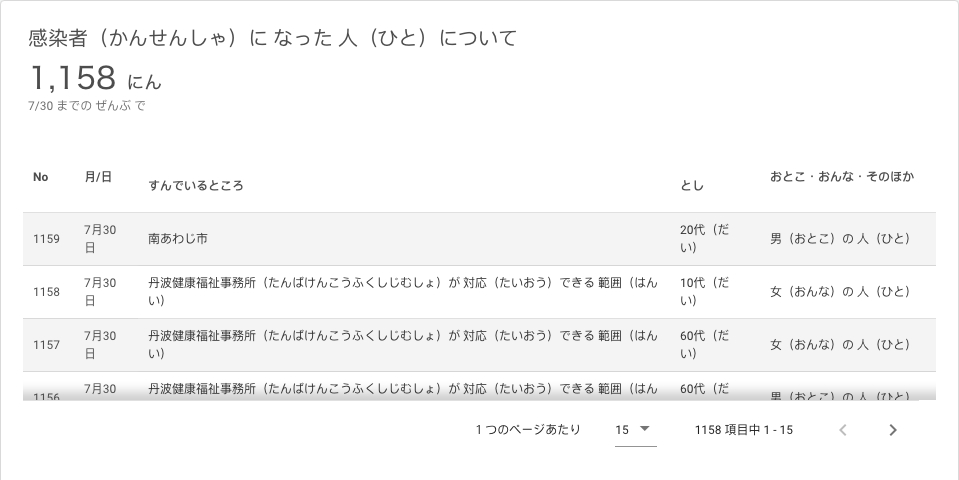 感染者（かんせんしゃ）に なった 人（ひと）について
1,158 にん
7/30 までの ぜんぶ で
No 月/日 すんでいるところ とし おとこ・おんな・そのほか
1159 7月30日 南あわじ市 20代（だい） 男（おとこ）の 人（ひと）
1158 7月30日 丹波健康福祉事務所（たんばけんこうふくしじむしょ）が 対応（たいおう）できる 範囲（はんい） 10代（だい） 女（おんな）の 人（ひと）
1157 7月30日 丹波健康福祉事務所（たんばけんこうふくしじむしょ）が 対応（たいおう）できる 範囲（はんい） 60代（だい） 女（おんな）の 人（ひと）
1156 7月30 丹波健康福祉事務所（たんばけんこうふくしじむしょ）が 対応（たいおう）できる 範囲（はん 60代（だ 男（おとこ）の 人（ひと）
1 つのページあたり 15 1158 項目中 1 - 15